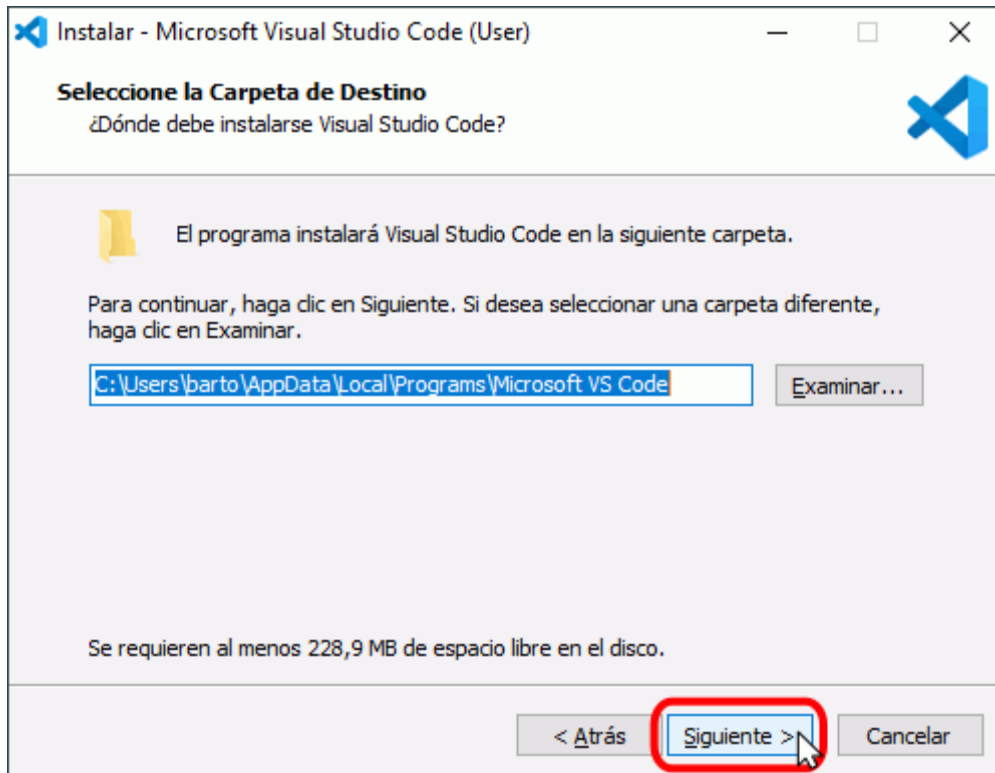 Instalar - Microsoft Visual Studio Code (User)
Seleccione la Carpeta de Destino
¿Dónde debe instalarse Visual Studio Code?
El programa instalará Visual Studio Code en la siguiente carpeta.
Para continuar, haga clic en Siguiente. Si desea seleccionar una carpeta diferente,
haga clic en Examinar.
C:\Users\barto\AppData\Local\Programs\Microsoft VS Code
Examinar...
Se requieren al menos 228,9 MB de espacio libre en el disco.
< Atrás
Siguiente >
Cancelar